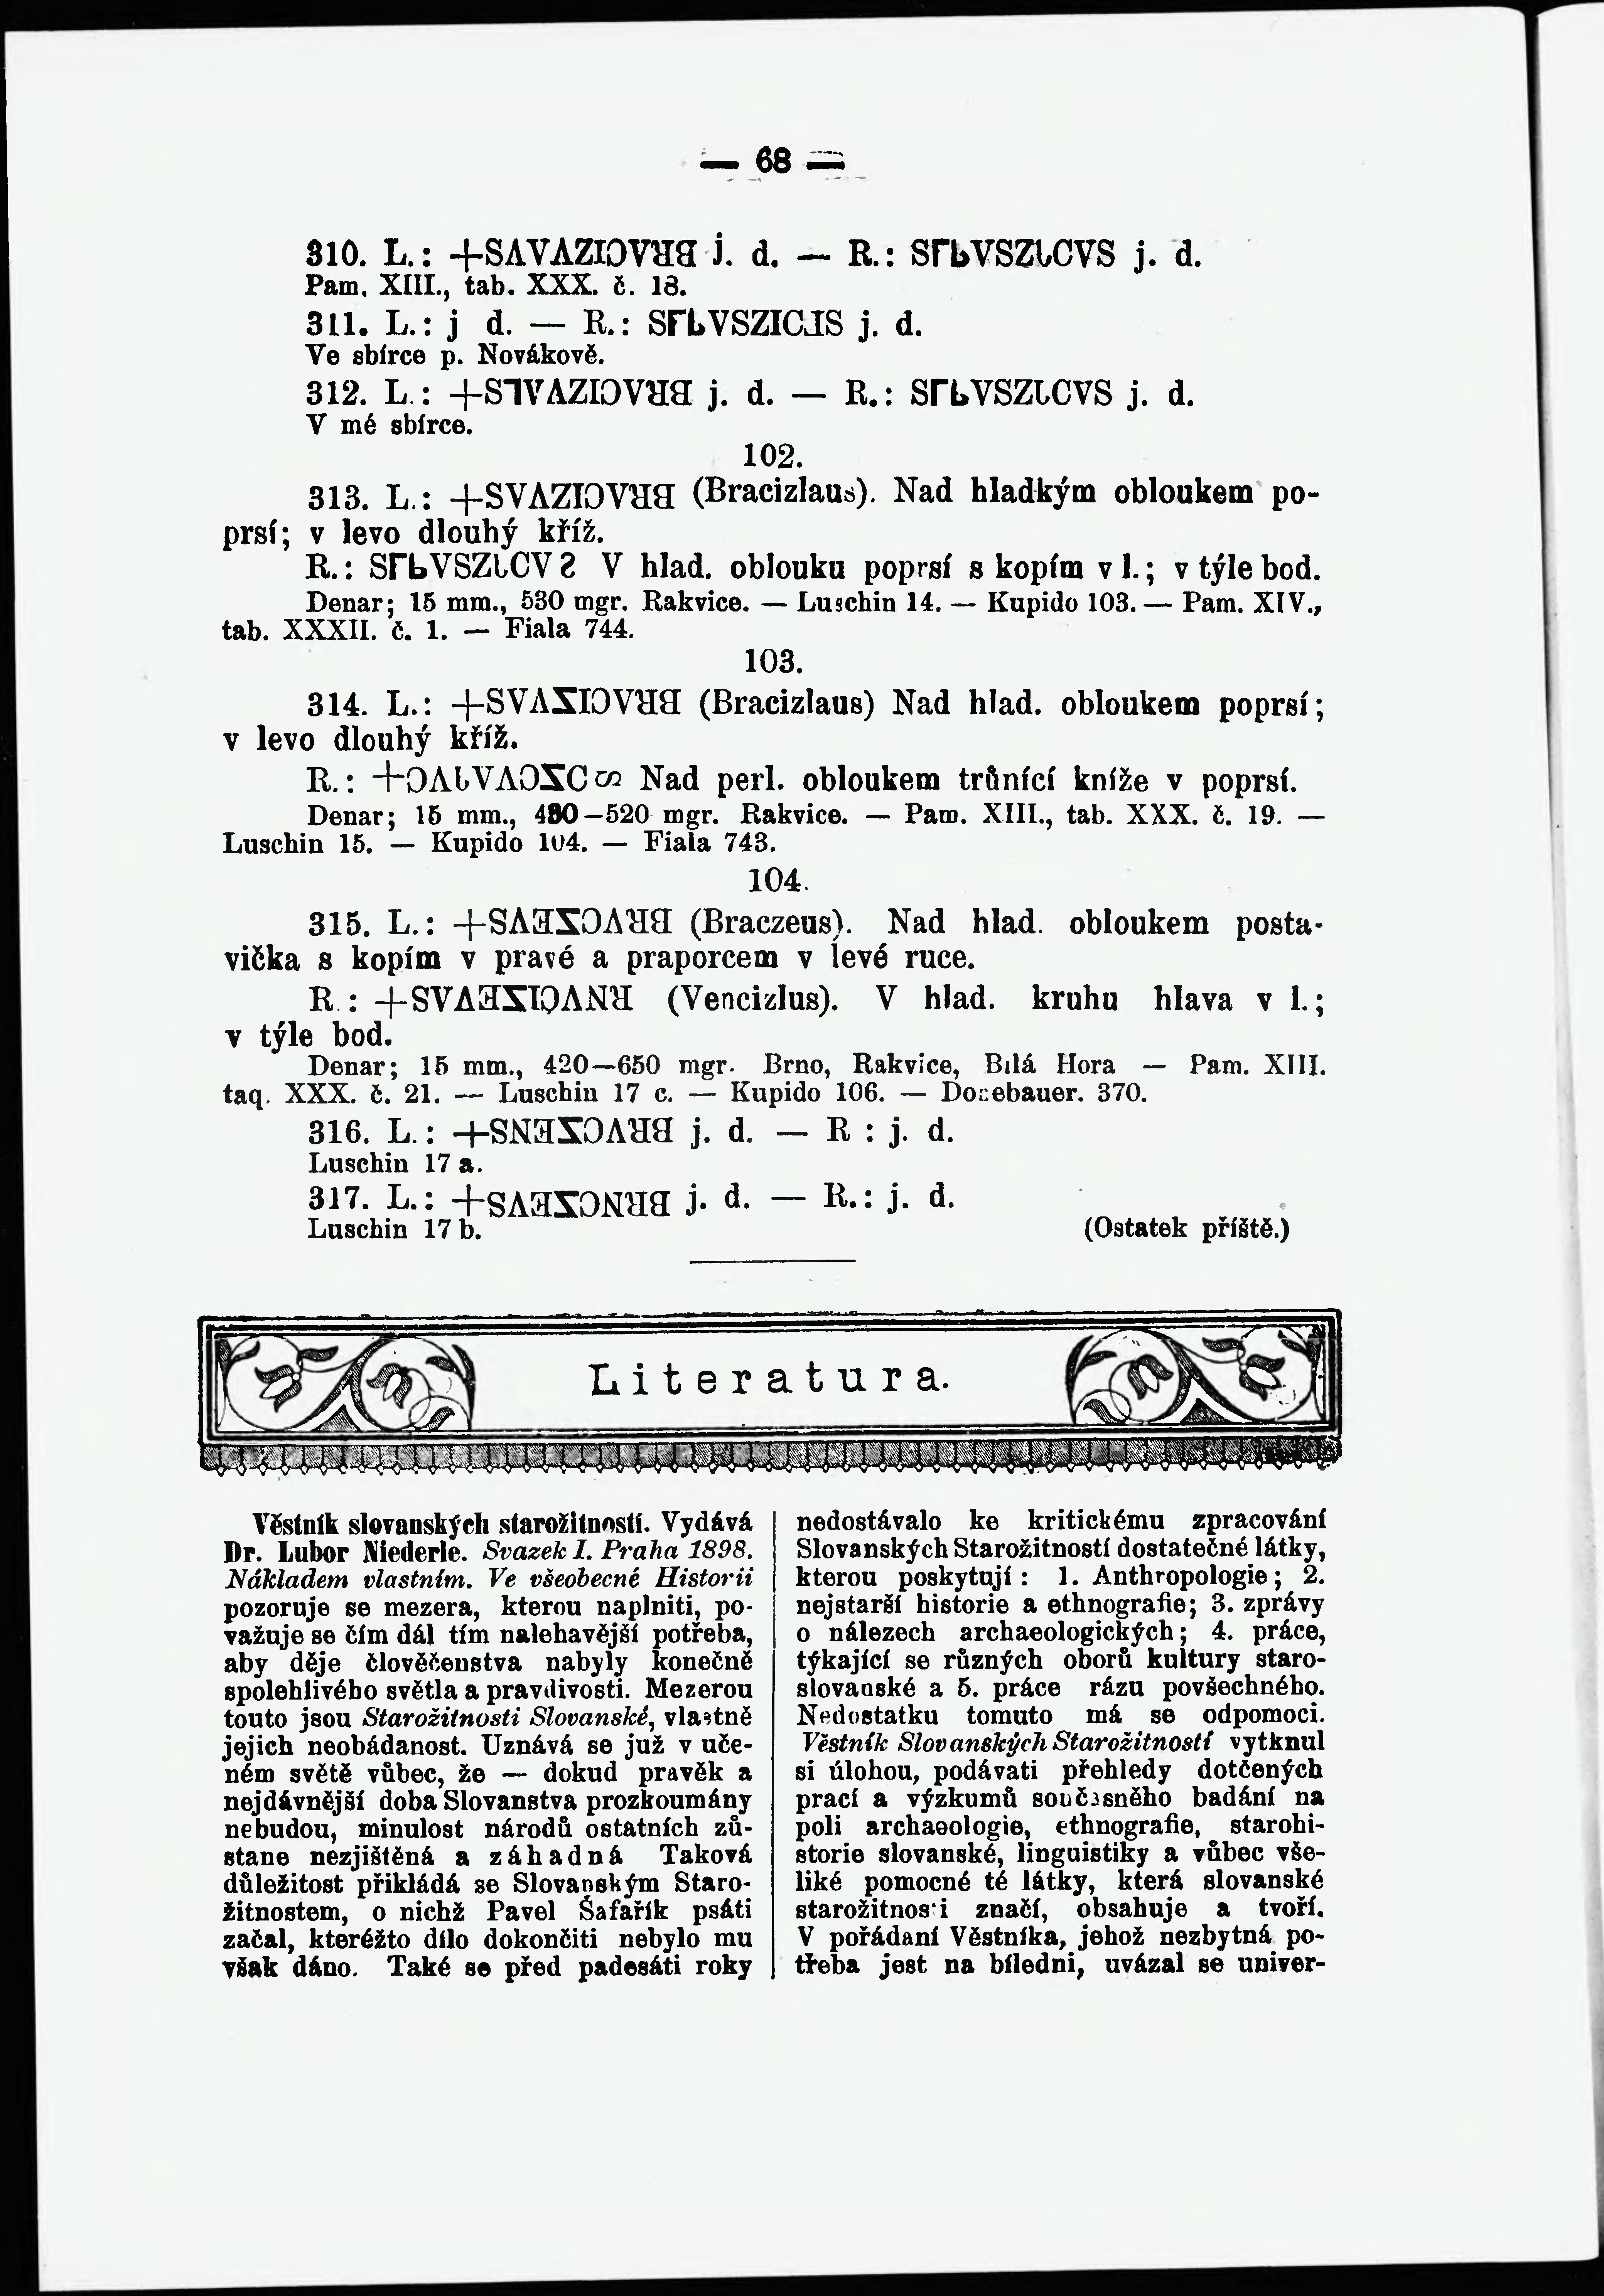 — 68 —
310. L.: +SΛVΛZIƆVЯᗺ j. d. — R.: SГЬVSZLCVS j. d.
Pam. XIII., tab. XXX. č. 18.
311. L.: j d. — R.: SГЬVSZICJS j. d.
Ve sbírce p. Novákově.
312. L.: +S1VΛZIƆVЯᗺ j. d. — R.: SГЬVSZLCVS j. d.
V mé sbírce.
102.
313. L.: +SVΛZIƆVЯᗺ (Bracizlaus). Nad hladkým obloukem po-
prsí; v levo dlouhý kříž.
R.: SГЬVSZLCVƧ V hlad. oblouku poprsí s kopím v l.; v týle bod.
Denar; 15 mm., 530 mgr. Rakvice. — Luschin 14. — Kupido 103. — Pam. XIV.,
tab. XXXII. č. 1. — Fiala 744.
103.
314. L.: +SVΛƸIƆVЯᗺ (Bracizlaus) Nad hlad. obloukem poprsí;
v levo dlouhý kříž.
R.: +ƆΛLVΛƆƸC∽ Nad perl. obloukem trůnící kníže v poprsí.
Denar; 15 mm., 480—520 mgr. Rakvice. — Pam. XIII., tab. XXX. č. 19. —
Luschin 15. — Kupido 104. — Fiala 743.
104.
315. L.: +SΛƎƸƆΛЯᗺ (Braczeus). Nad hlad. obloukem posta-
vička s kopím v pravé a praporcem v levé ruce.
R.: +SVΛƎƸIƆΛNЯ (Vencizlus). V hlad. kruhu hlava v l.;
v týle bod.
Denar; 15 mm., 420—650 mgr. Brno, Rakvice, Bílá Hora — Pam. XIII.
taq. XXX. č. 21. — Luschin 17 c. — Kupido 106. — Donebauer. 370.
316. L.: +SNƎƸƆΛЯᗺ j. d. — R : j. d.
Luschin 17 a.
317. L.: +SΛƎƸƆNЯᗺ j. d. — R.: j. d.
Luschin 17 b. (Ostatek příště.)
Literatura.
Věstník slovanských starožitností. Vydává
Dr. Lubor Niederle. Svazek I. Praha 1898.
Nákladem vlastním. Ve všeobecné Historii
pozoruje se mezera, kterou naplniti, po-
važuje se čím dál tím nalehavější potřeba,
aby děje člověčenstva nabyly konečně
spolehlivého světla a pravdivosti. Mezerou
touto jsou Starožitnosti Slovanské, vlastně
jejich neobádanost. Uznává se již v uče-
ném světě vůbec, že — dokud pravěk a
nejdávnější doba Slovanstva prozkoumány
nebudou, minulost národů ostatních zů-
stane nezjištěná a záhadná Taková
důležitost přikládá se Slovanským Staro-
žitnostem, o nichž Pavel Šafařík psáti
začal, kteréžto dílo dokončiti nebylo mu
však dáno. Také se před padesáti roky
nedostávalo ke kritickému zpracování
Slovanských Starožitností dostatečné látky,
kterou poskytují: 1. Anthropologie; 2.
nejstarší historie a ethnografie; 3. zprávy
o nálezech archaeologických; 4. práce,
týkající se různých oborů kultury staro-
slovanské a 5. práce rázu povšechného.
Nedostatku tomuto má se odpomoci.
Věstník Slovanských Starožitností vytknul
si úlohou, podávati přehledy dotčených
prací a výzkumů současného badání na
poli archaeologie, ethnografie, starohi-
storie slovanské, linguistiky a vůbec vše-
liké pomocné té látky, která slovanské
starožitnosti značí, obsahuje a tvoří.
V pořádaní Věstníka, jehož nezbytná po-
třeba jest na bíledni, uvázal se univer-